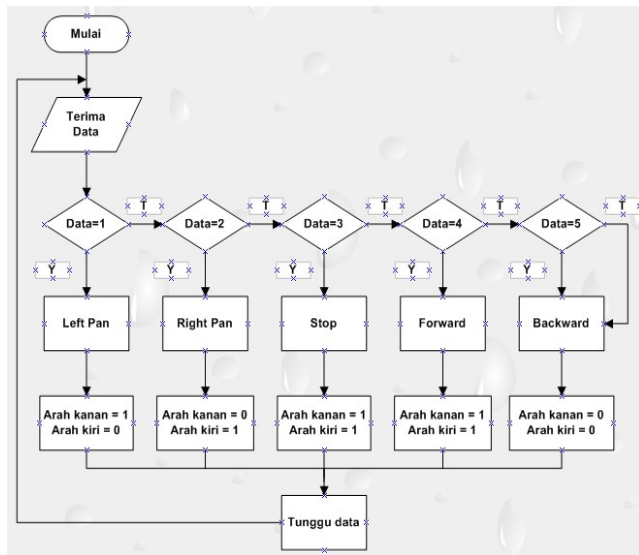 Mulai
Terima
Data
Data=1
T
Data=2
T
Data=3
T
Data=4
T
Data=5
T
Y
Y
Y
Y
Y
Left Pan
Right Pan
Stop
Forward
Backward
Arah kanan = 1
Arah kiri = 0
Arah kanan = 0
Arah kiri = 1
Arah kanan = 1
Arah kiri = 1
Arah kanan = 1
Arah kiri = 1
Arah kanan = 0
Arah kiri = 0
Tunggu data